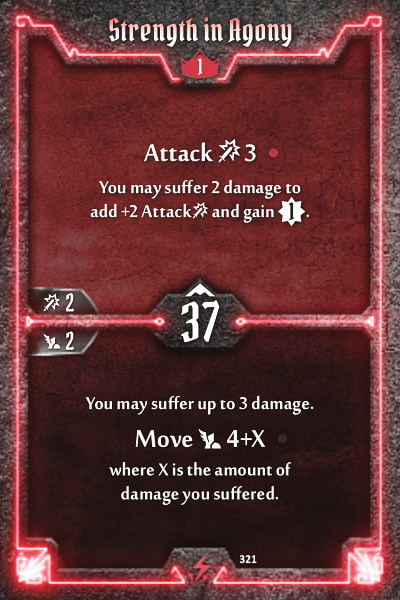 Strength in Agony
1
Attack 3
You may suffer 2 damage to
add +2 Attack and gain 1.
2
37
2
You may suffer up to 3 damage.
Move 4+X
where X is the amount of
damage you suffered.
321